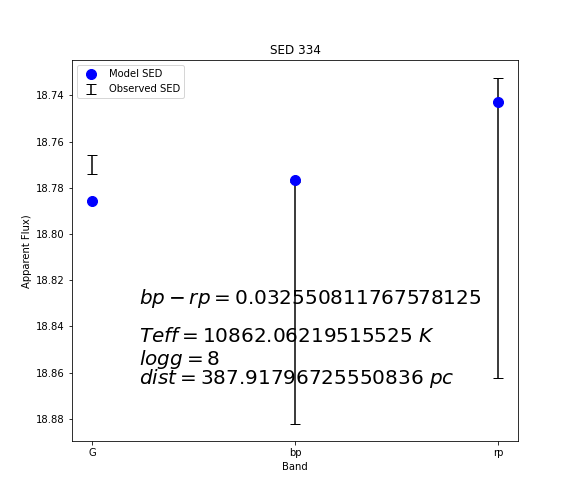 SED 334
Model SED
Observed SED
18.74
18.76
18.78
18.80
18.82
18.84
18.86
18.88
Apparent Flux)
bp − rp = 0.032550811767578125
Teff = 10862.06219515525 K
logg = 8
dist = 387.91796725550836 pc
G bp rp
Band